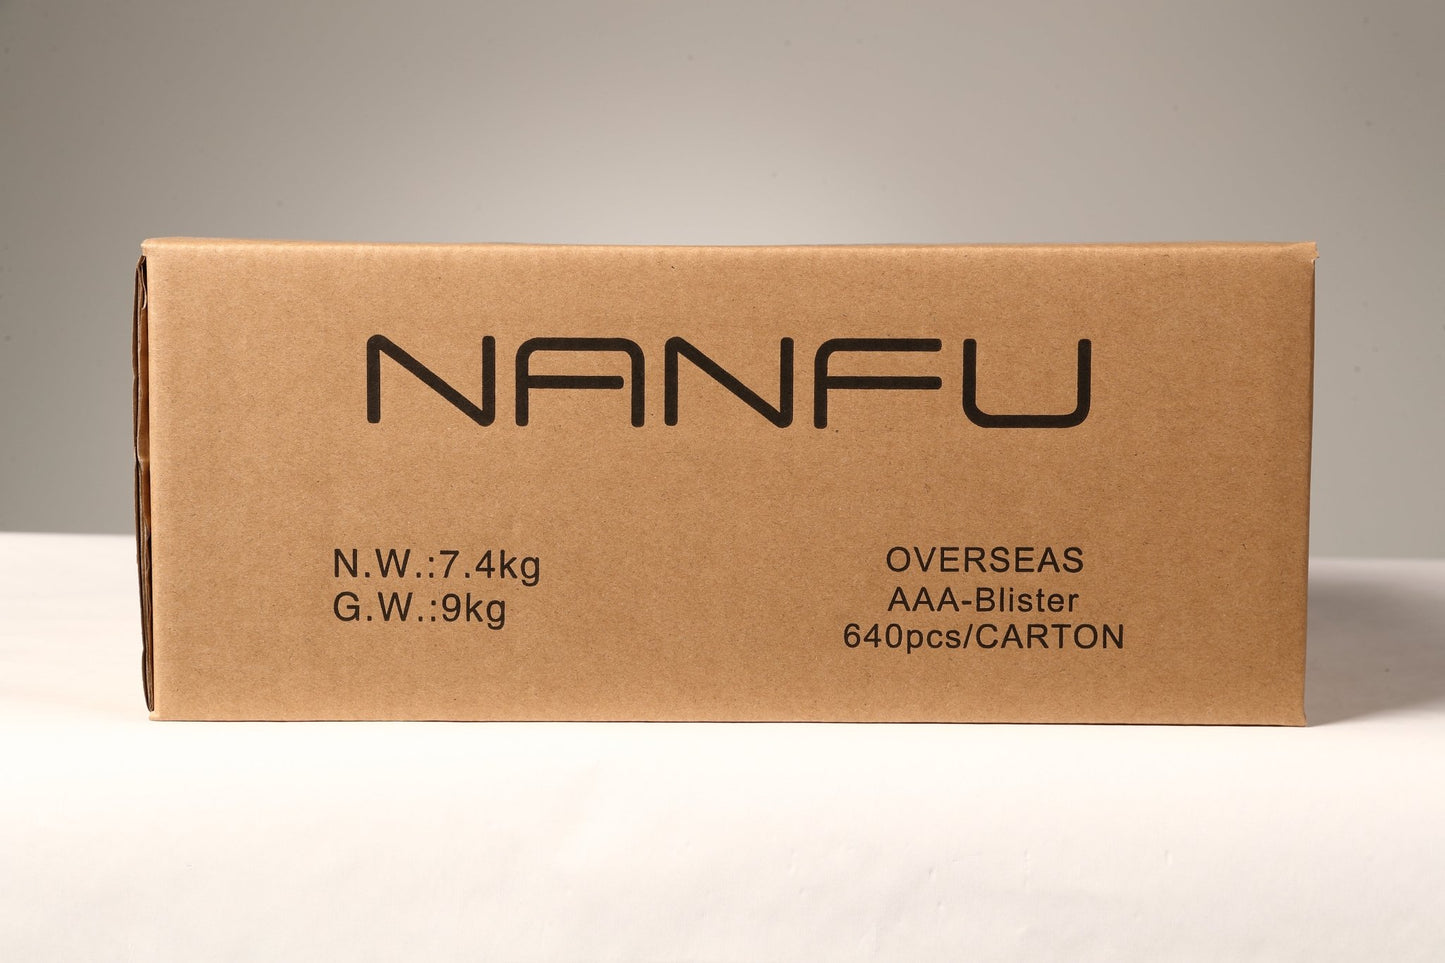 NANFU
N.W.:7.4kg
G.W.:9kg
OVERSEAS
AAA-Blister
640pcs/CARTON